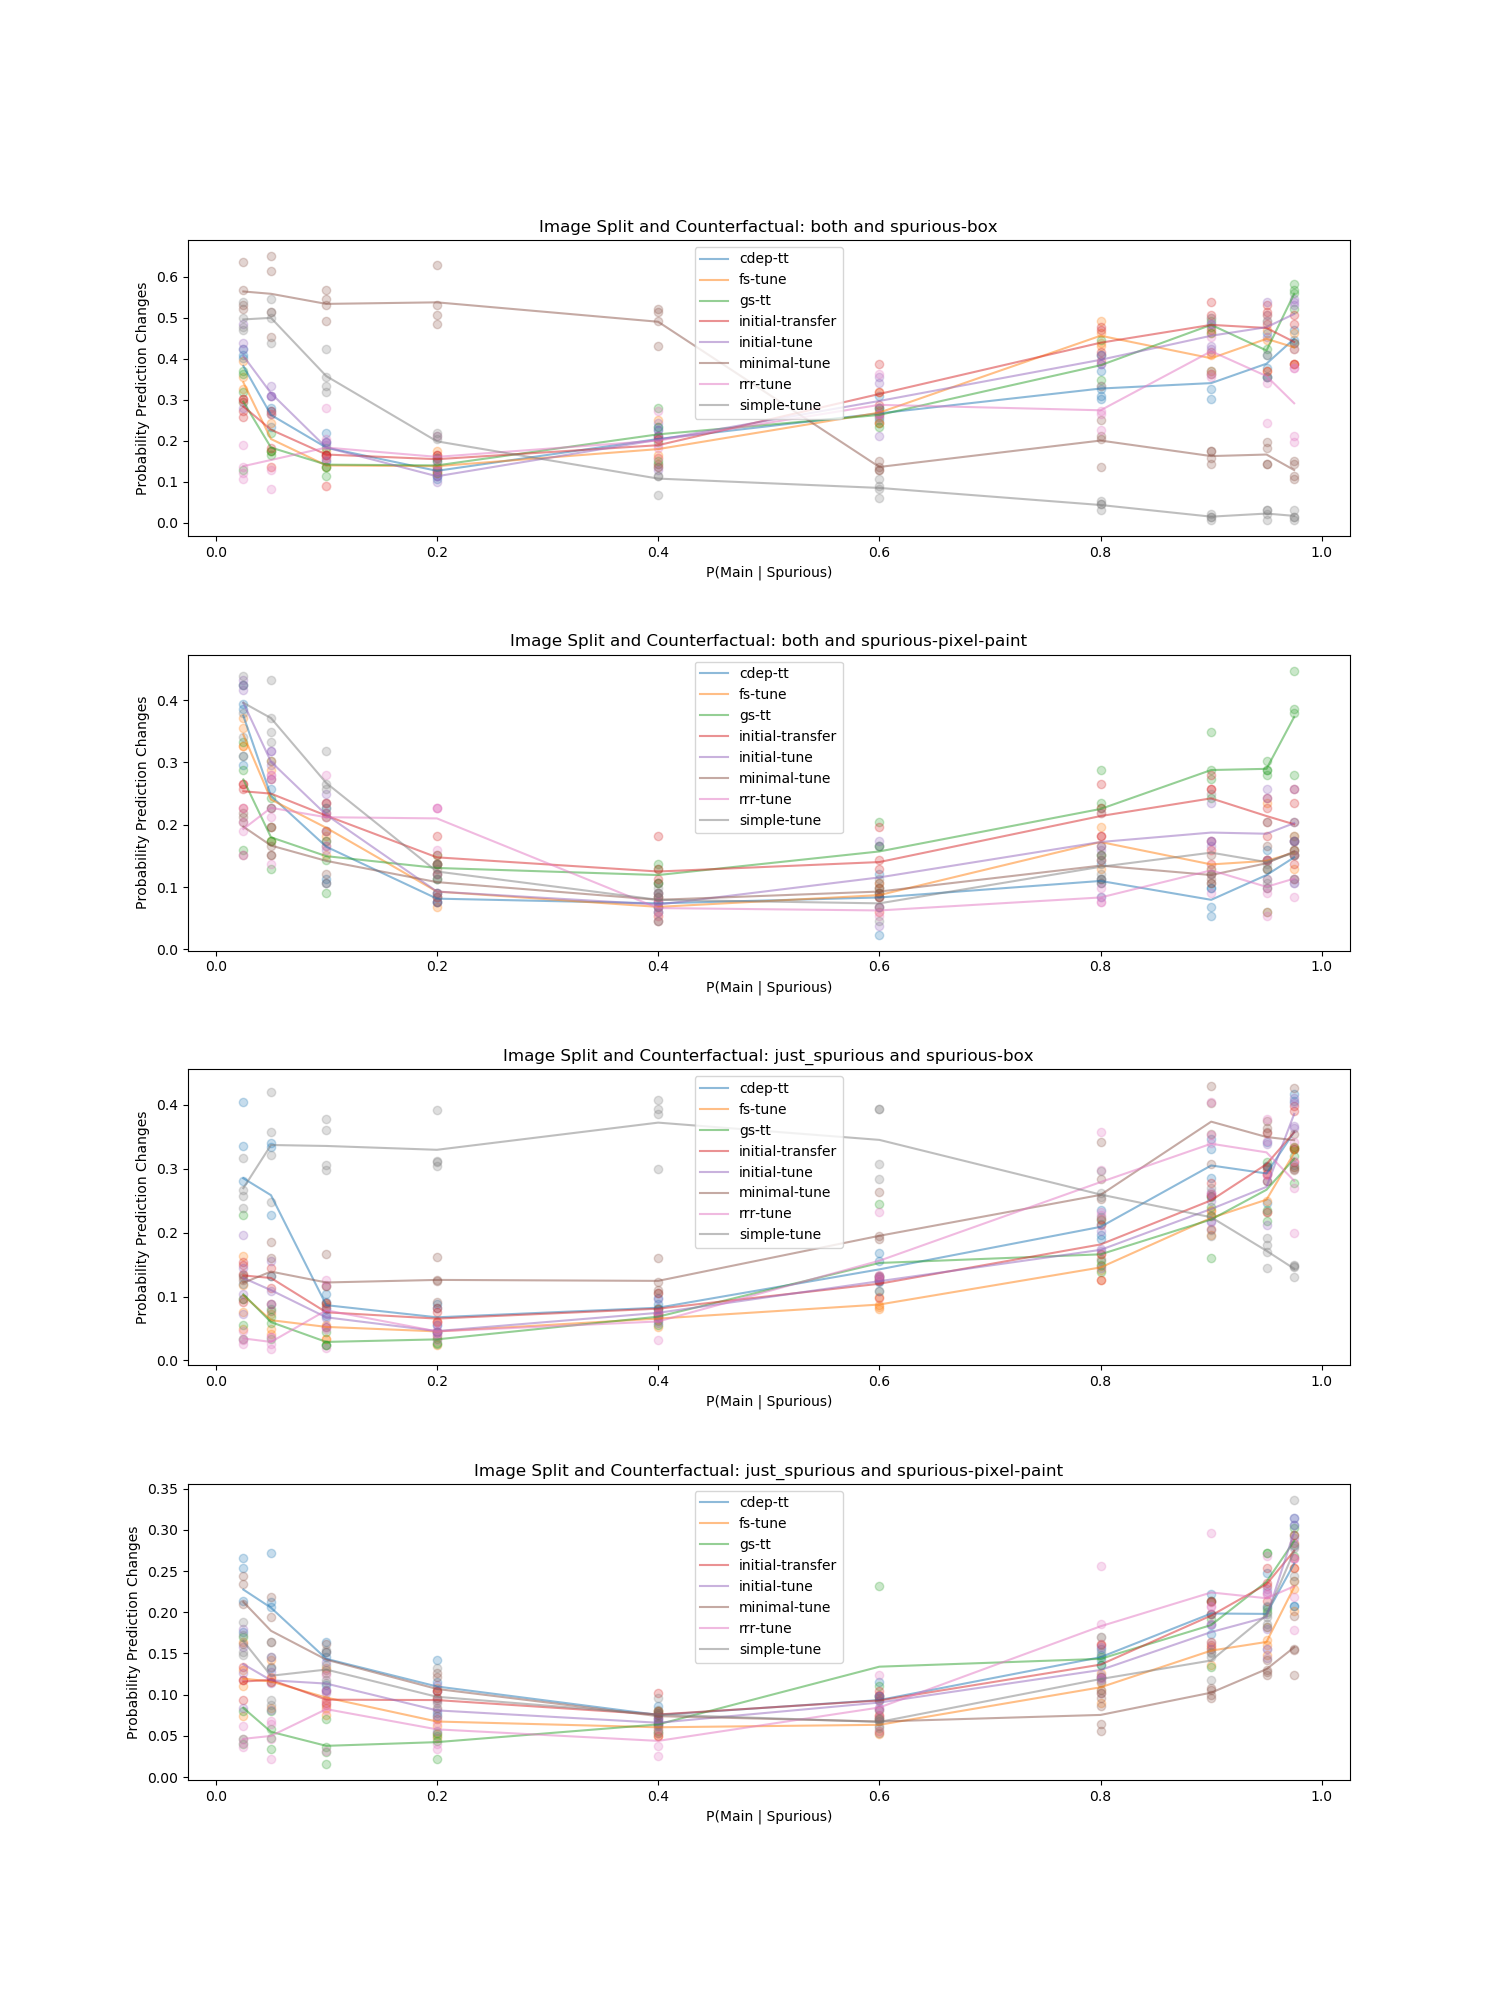 Image Split and Counterfactual: both and spurious-box
Probability Prediction Changes
0.6
0.5
0.4
0.3
0.2
0.1
0.0
cdep-tt
fs-tune
gs-tt
initial-transfer
initial-tune
minimal-tune
rrr-tune
simple-tune
0.0 0.2 0.4 0.6 0.8 1.0
P(Main | Spurious)
Image Split and Counterfactual: both and spurious-pixel-paint
Probability Prediction Changes
0.4
0.3
0.2
0.1
0.0
cdep-tt
fs-tune
gs-tt
initial-transfer
initial-tune
minimal-tune
rrr-tune
simple-tune
0.0 0.2 0.4 0.6 0.8 1.0
P(Main | Spurious)
Image Split and Counterfactual: just_spurious and spurious-box
Probability Prediction Changes
0.4
0.3
0.2
0.1
0.0
cdep-tt
fs-tune
gs-tt
initial-transfer
initial-tune
minimal-tune
rrr-tune
simple-tune
0.0 0.2 0.4 0.6 0.8 1.0
P(Main | Spurious)
Image Split and Counterfactual: just_spurious and spurious-pixel-paint
Probability Prediction Changes
0.35
0.30
0.25
0.20
0.15
0.10
0.05
0.00
cdep-tt
fs-tune
gs-tt
initial-transfer
initial-tune
minimal-tune
rrr-tune
simple-tune
0.0 0.2 0.4 0.6 0.8 1.0
P(Main | Spurious)